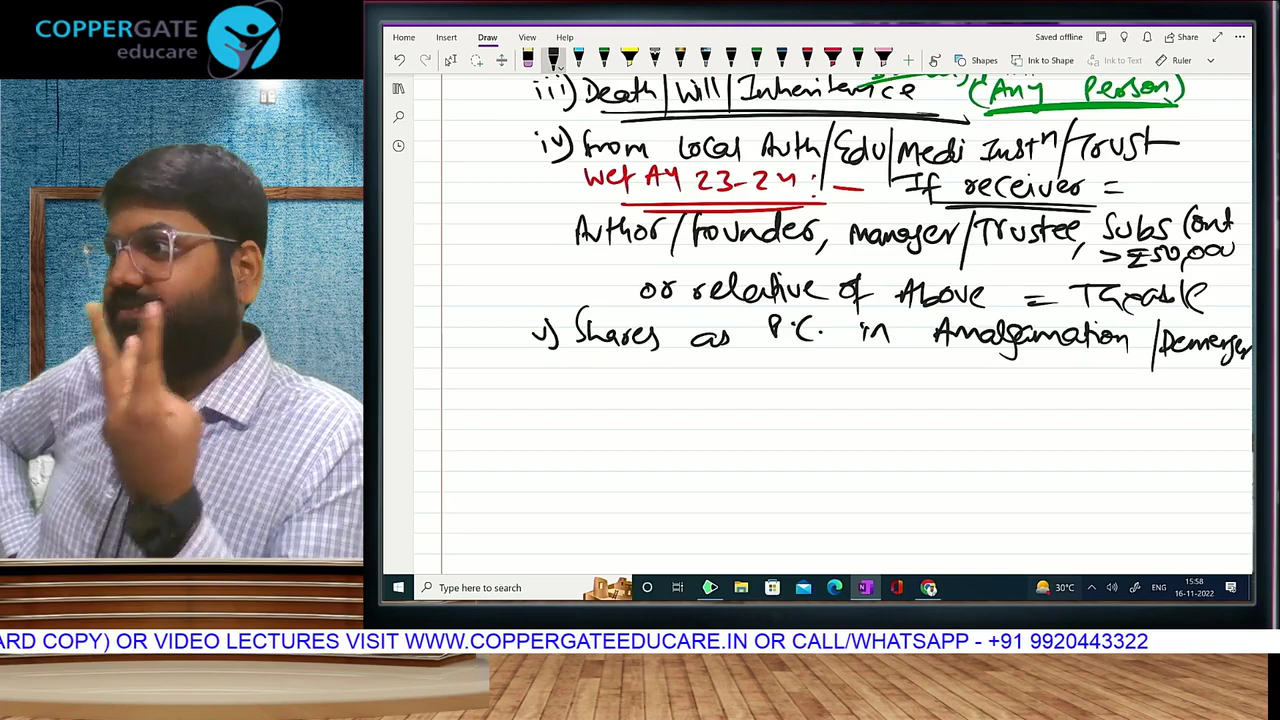 COPPERGATE
educare
Home Insert Draw View Help
Saved offline
Share
Shapes
Ink to Shape
Ink to Text
Ruler
iii) Death/Will/Inheritence (Any Person)
iv) From Local Auth/Edu/Medi Instn/Trust
Wef AY 23-24: — If receiver =
Author/Founder, manager/Trustee, Subs Cont
>₹50,000
or relative of Above = Taxable
v) Shares as P.C. in Amalgamation/Demerger
Type here to search
30°C
ENG
15:58
16-11-2022
ARD COPY) OR VIDEO LECTURES VISIT WWW.COPPERGATEEDUCARE.IN OR CALL/WHATSAPP - +91 9920443322